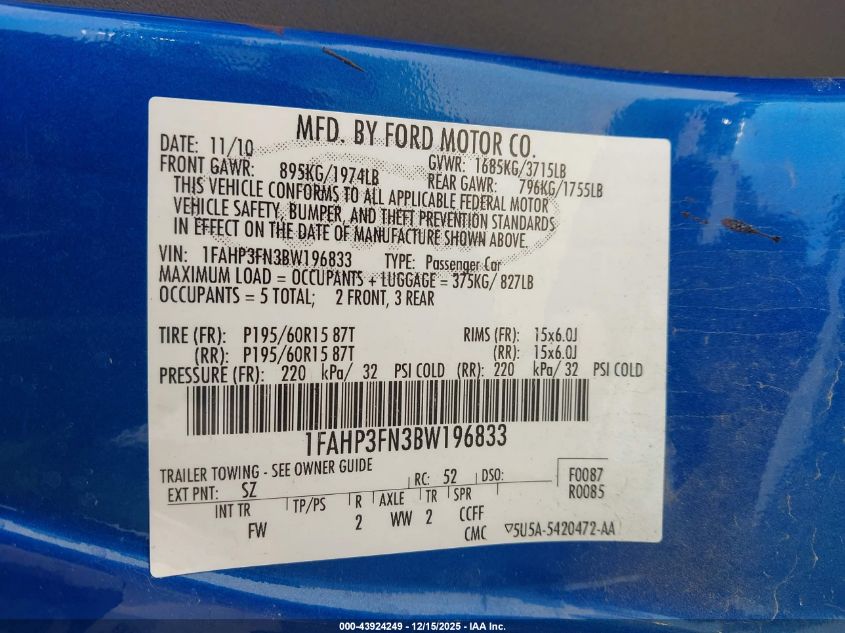 MFD. BY FORD MOTOR CO.
DATE: 11/10 GVWR: 1685KG/3715LB
FRONT GAWR: 895KG/1974LB REAR GAWR: 796KG/1755LB
THIS VEHICLE CONFORMS TO ALL APPLICABLE FEDERAL MOTOR
VEHICLE SAFETY, BUMPER, AND THEFT PREVENTION STANDARDS
IN EFFECT ON THE DATE OF MANUFACTURE SHOWN ABOVE.
VIN: 1FAHP3FN3BW196833 TYPE: Passenger Car
MAXIMUM LOAD = OCCUPANTS + LUGGAGE = 375KG/ 827LB
OCCUPANTS = 5 TOTAL; 2 FRONT, 3 REAR
TIRE (FR): P195/60R15 87T RIMS (FR): 15x6.0J
(RR): P195/60R15 87T (RR): 15x6.0J
PRESSURE (FR): 220 kPa/ 32 PSI COLD (RR): 220 kPa/ 32 PSI COLD
1FAHP3FN3BW196833
TRAILER TOWING - SEE OWNER GUIDE
EXT PNT: SZ RC: 52 DSO: F0087
R0085
INT TR TP/PS R AXLE TR SPR
FW 2 WW 2 CCFF
CMC ▽5U5A-5420472-AA
000-43924249 - 12/15/2025 - IAA Inc.